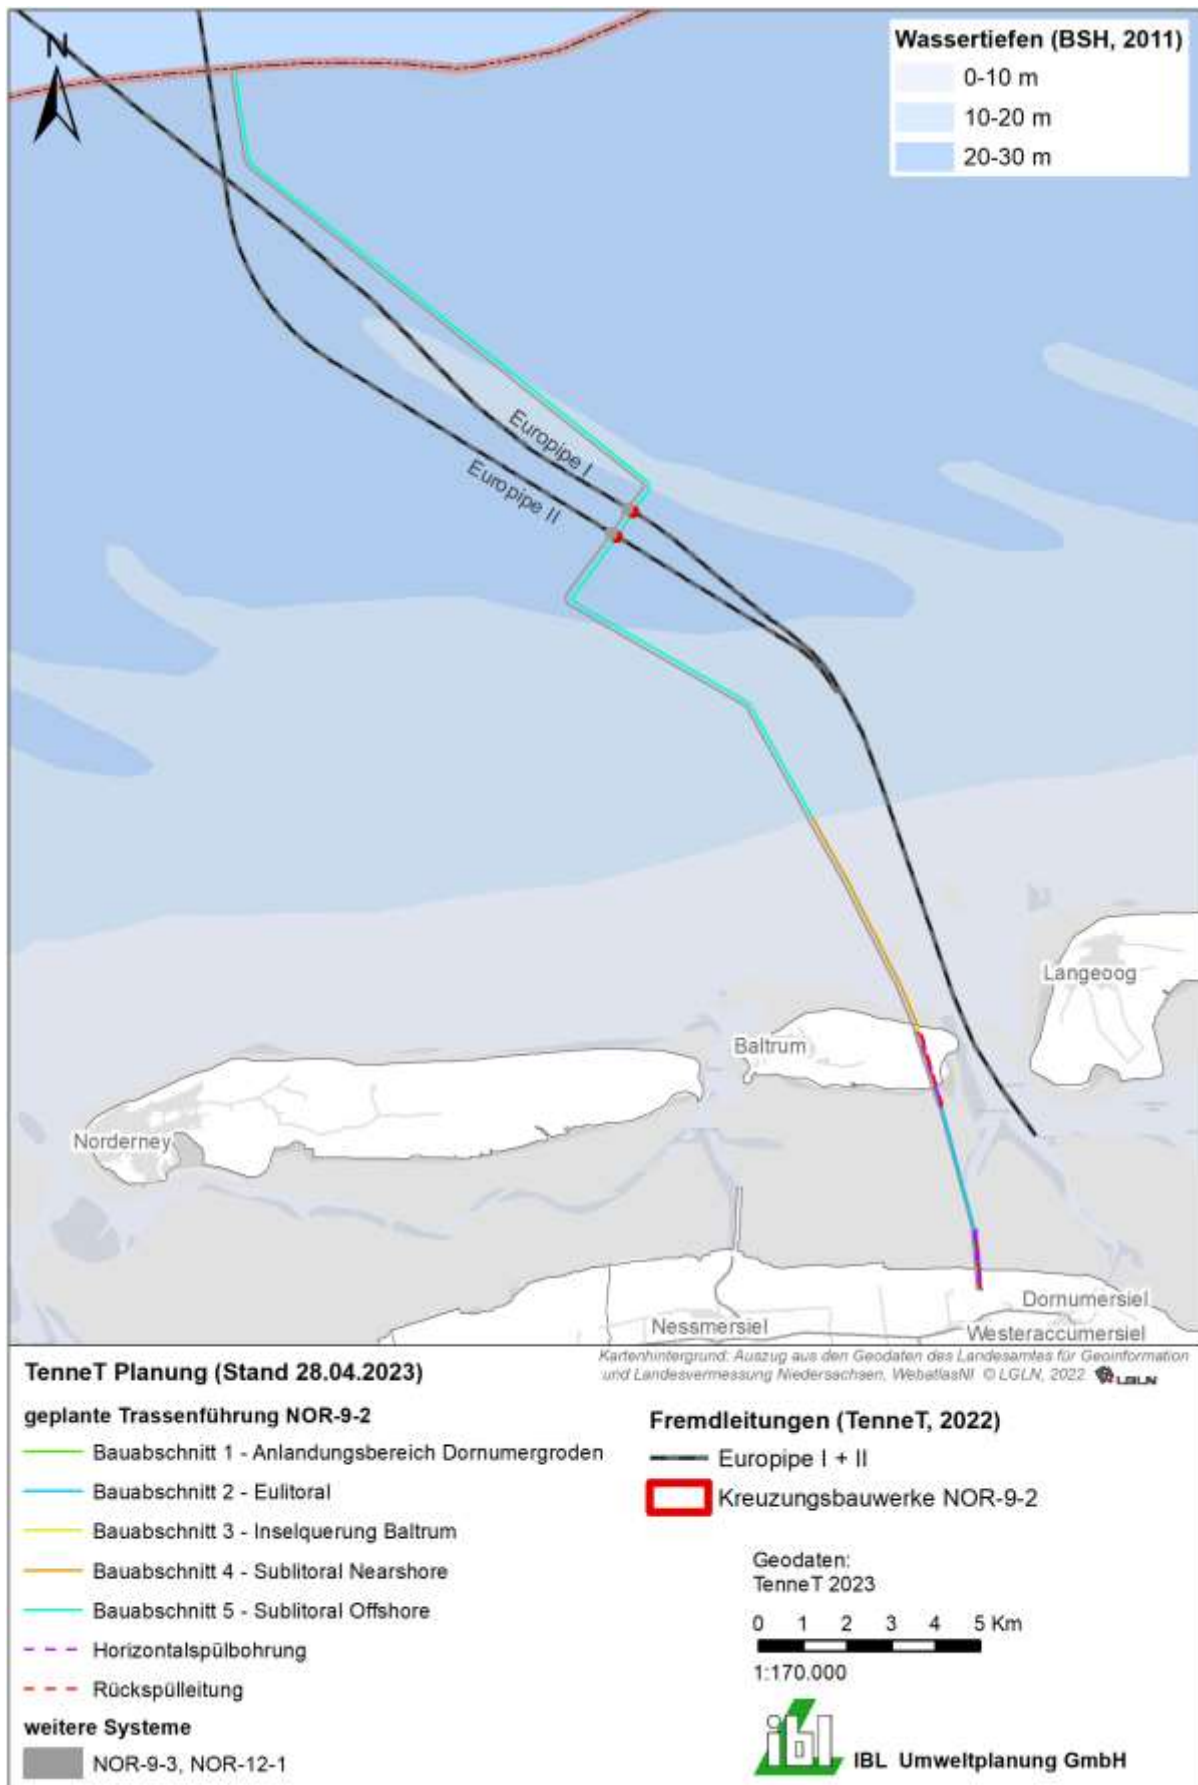 N
Wassertiefen (BSH, 2011)
0-10 m
10-20 m
20-30 m
Europipe I
Europipe II
Langeoog
Baltrum
Norderney
Dornumersiel
Nessmersiel
Westeraccumersiel
Kartenhintergrund: Auszug aus den Geodaten des Landesamtes für Geoinformation
und Landesvermessung Niedersachsen, WebatlasNI © LGLN, 2022 LGLN
TenneT Planung (Stand 28.04.2023)
geplante Trassenführung NOR-9-2
Bauabschnitt 1 - Anlandungsbereich Dornumergroden
Bauabschnitt 2 - Eulitoral
Bauabschnitt 3 - Inselquerung Baltrum
Bauabschnitt 4 - Sublitoral Nearshore
Bauabschnitt 5 - Sublitoral Offshore
Horizontalspülbohrung
Rückspülleitung
weitere Systeme
NOR-9-3, NOR-12-1
Fremdleitungen (TenneT, 2022)
Europipe I + II
Kreuzungsbauwerke NOR-9-2
Geodaten:
TenneT 2023
0 1 2 3 4 5 Km
1:170.000
ibl IBL Umweltplanung GmbH